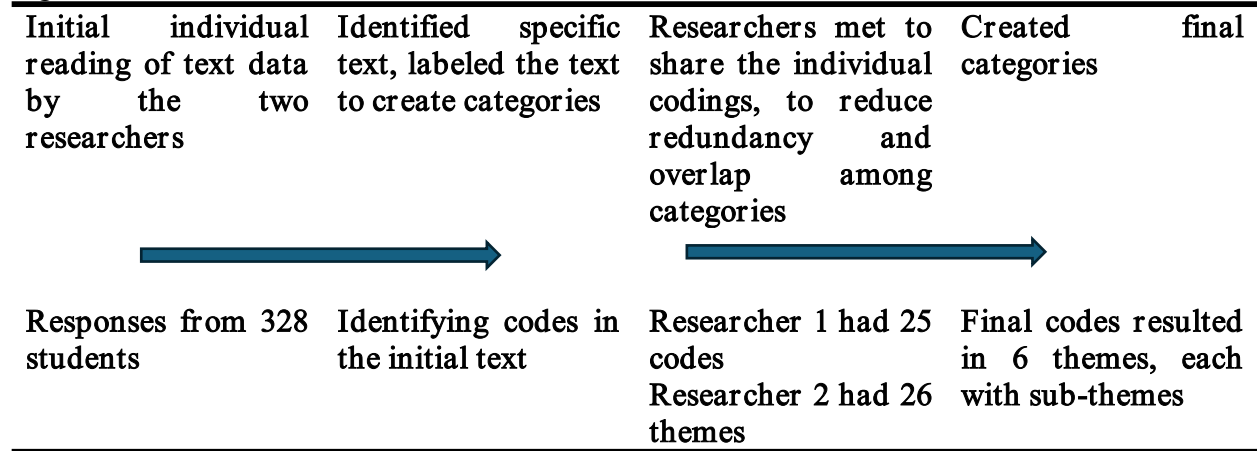 Initial individual
reading of text data
by the two
researchers
Identified specific
text, labeled the text
to create categories
Researchers met to
share the individual
codings, to reduce
redundancy and
overlap among
categories
Created final
categories
Responses from 328
students
Identifying codes in
the initial text
Researcher 1 had 25
codes
Researcher 2 had 26
themes
Final codes resulted
in 6 themes, each
with sub-themes